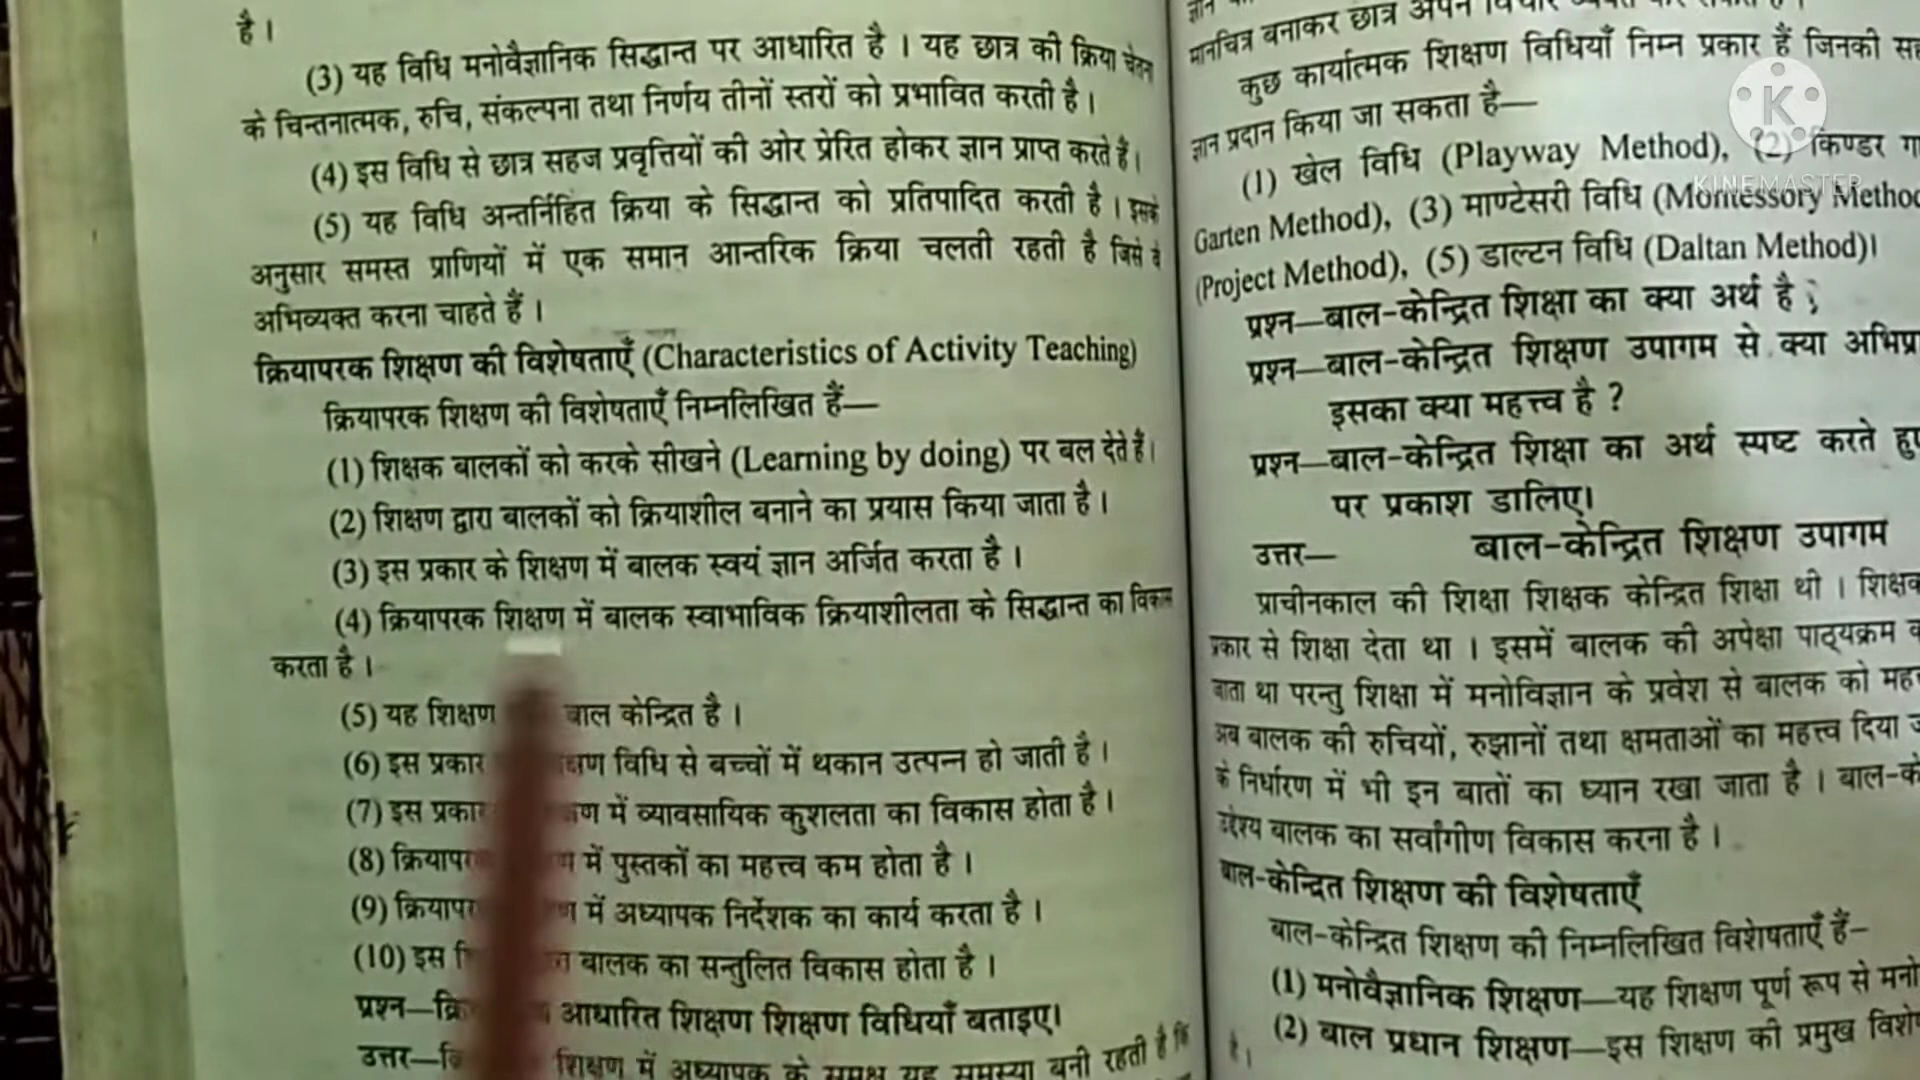 है ।
(3) यह विधि मनोवैज्ञानिक सिद्धान्त पर आधारित है । यह छात्र की क्रिया
के चिन्तनात्मक, रुचि, संकल्पना तथा निर्णय तीनों स्तरों को प्रभावित करती है ।
(4) इस विधि से छात्र सहज प्रवृत्तियों की ओर प्रेरित होकर ज्ञान प्राप्त करते हैं ।
(5) यह विधि अन्तर्निहित क्रिया के सिद्धान्त को प्रतिपादित करती है । इसके
अनुसार समस्त प्राणियों में एक समान आन्तरिक क्रिया चलती रहती है जिसे वे
अभिव्यक्त करना चाहते हैं ।
क्रियापरक शिक्षण की विशेषताएँ (Characteristics of Activity Teaching)
क्रियापरक शिक्षण की विशेषताएँ निम्नलिखित हैं—
(1) शिक्षक बालकों को करके सीखने (Learning by doing) पर बल देते हैं ।
(2) शिक्षण द्वारा बालकों को क्रियाशील बनाने का प्रयास किया जाता है ।
(3) इस प्रकार के शिक्षण में बालक स्वयं ज्ञान अर्जित करता है ।
(4) क्रियापरक शिक्षण में बालक स्वाभाविक क्रियाशीलता के सिद्धान्त का विकास
करता है ।
(5) यह शिक्षण बाल केन्द्रित है ।
(6) इस प्रकार विधि से बच्चों में थकान उत्पन्न हो जाती है ।
(7) इस में व्यावसायिक कुशलता का विकास होता है ।
(8) में पुस्तकों का महत्त्व कम होता है ।
(9) में अध्यापक निर्देशक का कार्य करता है ।
(10) इस बालक का सन्तुलित विकास होता है ।
प्रश्न— आधारित शिक्षण शिक्षण विधियाँ बताइए।
उत्तर— शिक्षण में अध्यापक के समक्ष यह समस्या बनी रहती है कि
मानचित्र बनाकर छात्र अपने विचार
कुछ कार्यात्मक शिक्षण विधियाँ निम्न प्रकार हैं जिनकी
ज्ञान प्रदान किया जा सकता है—
(1) खेल विधि (Playway Method), (2) किण्डर
Garten Method), (3) माण्टेसरी विधि (Montessory Method
(Project Method), (5) डाल्टन विधि (Daltan Method)।
प्रश्न—बाल-केन्द्रित शिक्षा का क्या अर्थ है ;
प्रश्न—बाल-केन्द्रित शिक्षण उपागम से क्या
इसका क्या महत्त्व है ?
प्रश्न—बाल-केन्द्रित शिक्षा का अर्थ स्पष्ट करते
पर प्रकाश डालिए।
उत्तर— बाल-केन्द्रित शिक्षण उपागम
प्राचीनकाल की शिक्षा शिक्षक केन्द्रित शिक्षा थी ।
प्रकार से शिक्षा देता था । इसमें बालक की अपेक्षा पाठ्यक्रम
जाता था परन्तु शिक्षा में मनोविज्ञान के प्रवेश से बालक को
अब बालक की रुचियों, रुझानों तथा क्षमताओं का महत्त्व दिया
के निर्धारण में भी इन बातों का ध्यान रखा जाता है ।
उद्देश्य बालक का सर्वांगीण विकास करना है ।
बाल-केन्द्रित शिक्षण की विशेषताएँ
बाल-केन्द्रित शिक्षण की निम्नलिखित विशेषताएँ हैं–
(1) मनोवैज्ञानिक शिक्षण—यह शिक्षण पूर्ण रूप से
है ।
(2) बाल प्रधान शिक्षण—इस शिक्षण की प्रमुख
K
KINEMASTER